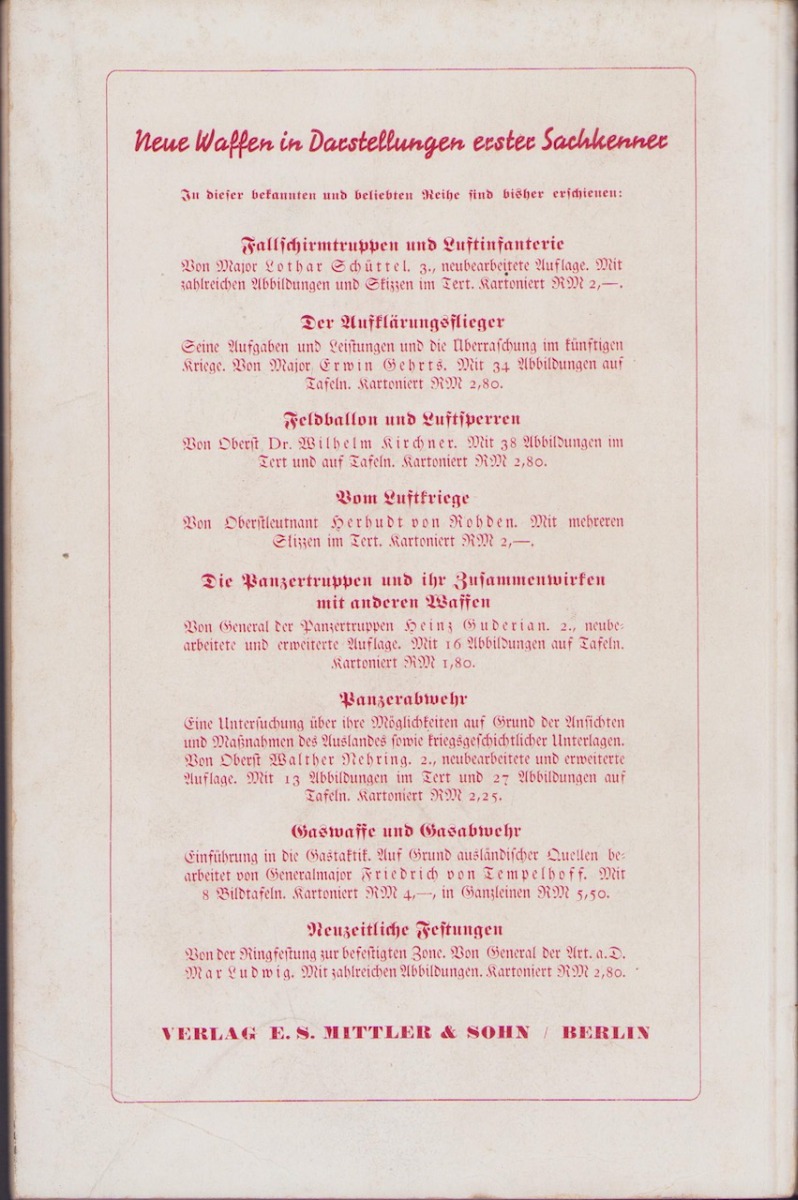 Neue Waffen in Darstellungen erster Sachkenner
In dieser bekannten und beliebten Reihe sind bisher erschienen:
Fallschirmtruppen und Luftinfanterie
Von Major Lothar Schüttel. 3., neubearbeitete Auflage. Mit
zahlreichen Abbildungen und Skizzen im Text. Kartoniert RM 2,—.
Der Aufklärungsflieger
Seine Aufgaben und Leistungen und die Überraschung im künftigen
Kriege. Von Major Erwin Gehrts. Mit 34 Abbildungen auf
Tafeln. Kartoniert RM 2,80.
Feldballon und Luftsperren
Von Oberst Dr. Wilhelm Kirchner. Mit 38 Abbildungen im
Text und auf Tafeln. Kartoniert RM 2,80.
Vom Luftkriege
Von Oberstleutnant Herhudt von Rohden. Mit mehreren
Skizzen im Text. Kartoniert RM 2,—.
Die Panzertruppen und ihr Zusammenwirken
mit anderen Waffen
Von General der Panzertruppen Heinz Guderian. 2., neube-
arbeitete und erweiterte Auflage. Mit 16 Abbildungen auf Tafeln.
Kartoniert RM 1,80.
Panzerabwehr
Eine Untersuchung über ihre Möglichkeiten auf Grund der Ansichten
und Maßnahmen des Auslandes sowie kriegsgeschichtlicher Unterlagen.
Von Oberst Walther Nehring. 2., neubearbeitete und erweiterte
Auflage. Mit 13 Abbildungen im Text und 27 Abbildungen auf
Tafeln. Kartoniert RM 2,25.
Gaswaffe und Gasabwehr
Einführung in die Gastaktik. Auf Grund ausländischer Quellen be-
arbeitet von Generalmajor Friedrich von Tempelhoff. Mit
8 Bildtafeln. Kartoniert RM 4,—, in Ganzleinen RM 5,50.
Neuzeitliche Festungen
Von der Ringfestung zur befestigten Zone. Von General der Art. a. D.
Max Ludwig. Mit zahlreichen Abbildungen. Kartoniert RM 2,80.
VERLAG E. S. MITTLER & SOHN / BERLIN